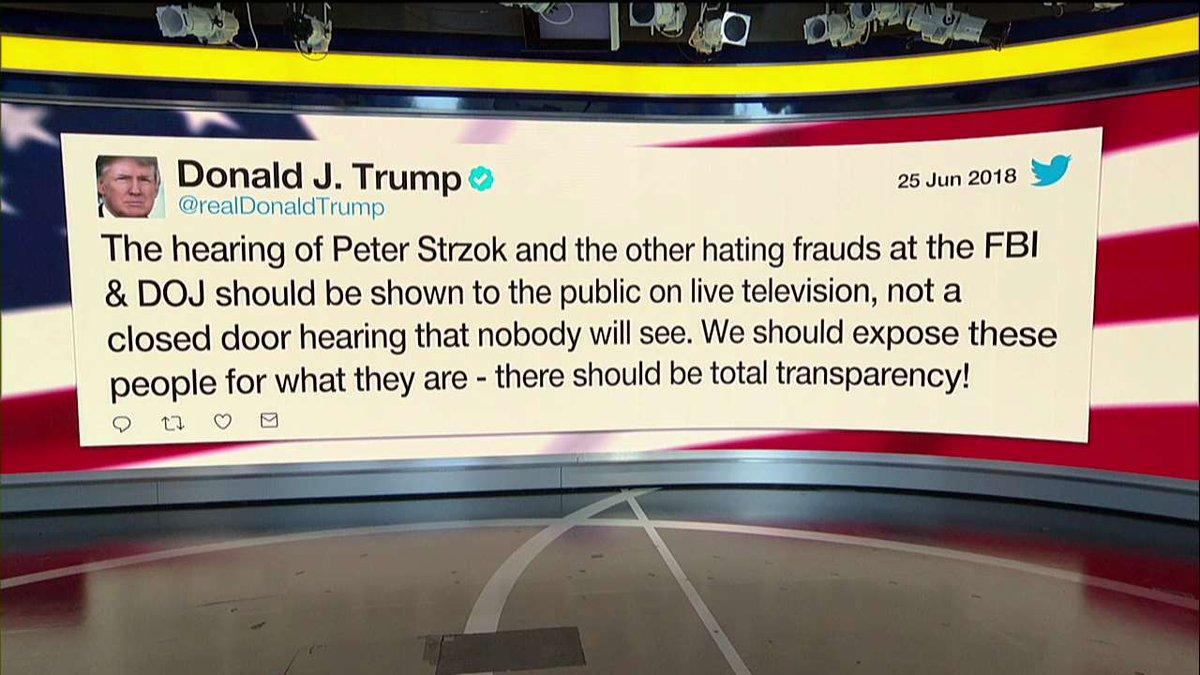 Donald J. Trump
@realDonaldTrump
25 Jun 2018
The hearing of Peter Strzok and the other hating frauds at the FBI
& DOJ should be shown to the public on live television, not a
closed door hearing that nobody will see. We should expose these
people for what they are - there should be total transparency!